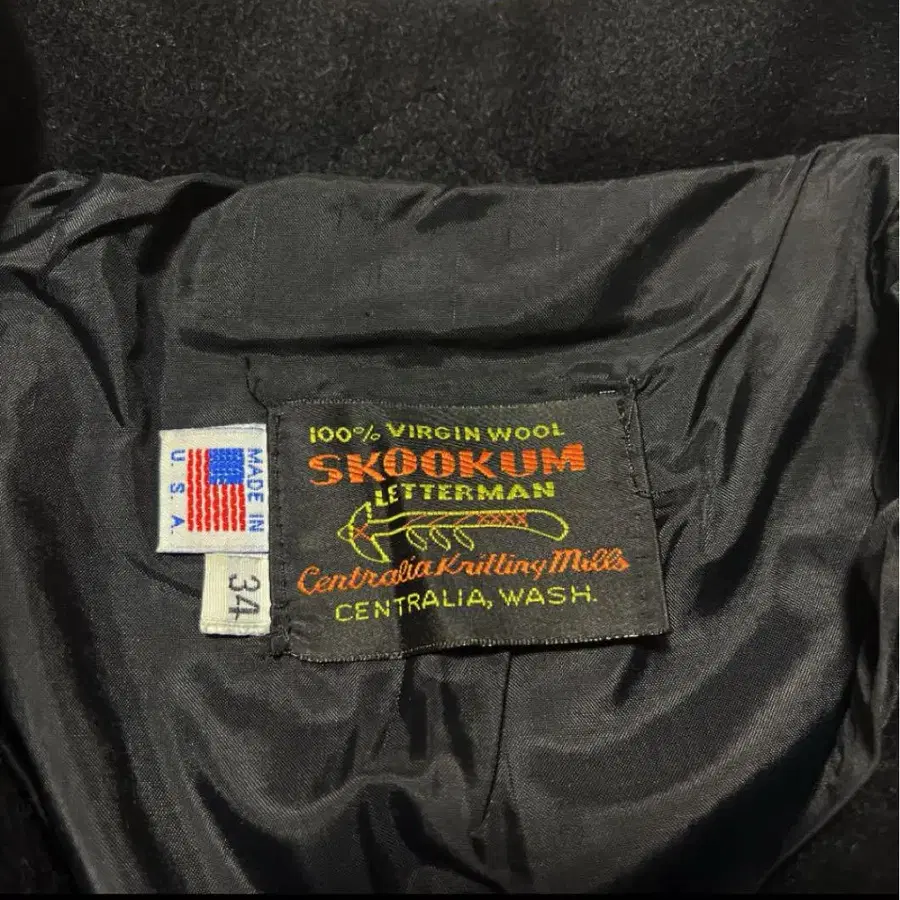 100% VIRGIN WOOL
SKOOKUM
LETTERMAN
Centralia Knitting Mills
CENTRALIA, WASH.
MADE IN
U.S.A.
34